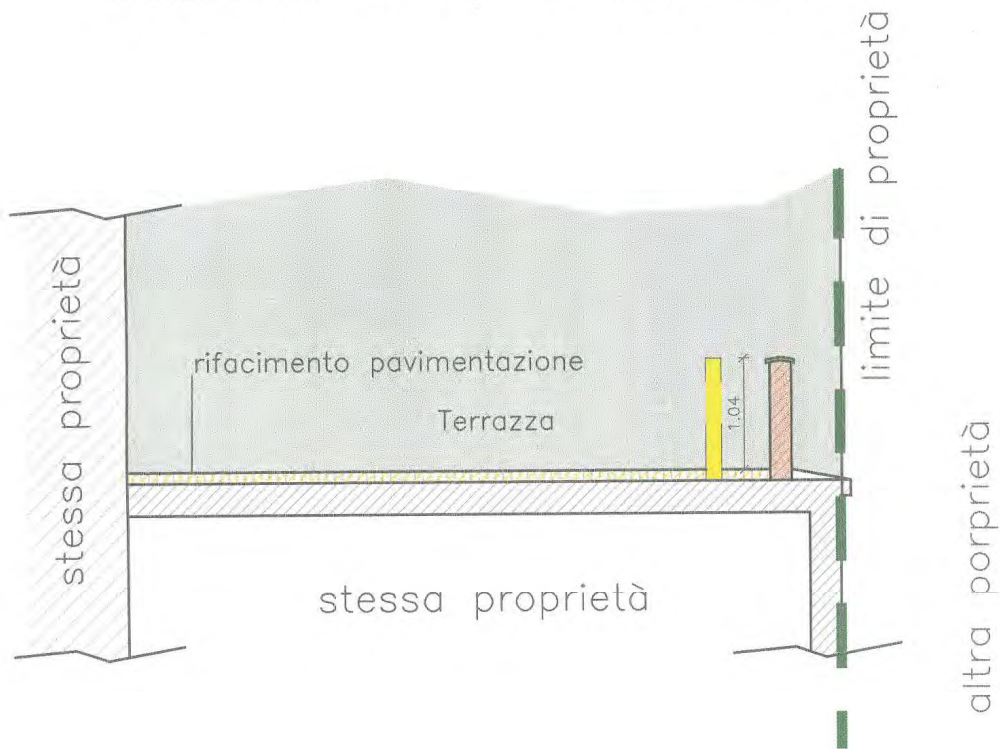 stessa proprietà
rifacimento pavimentazione
Terrazza
1.04
limite di proprietà
stessa proprietà
altra porprietà